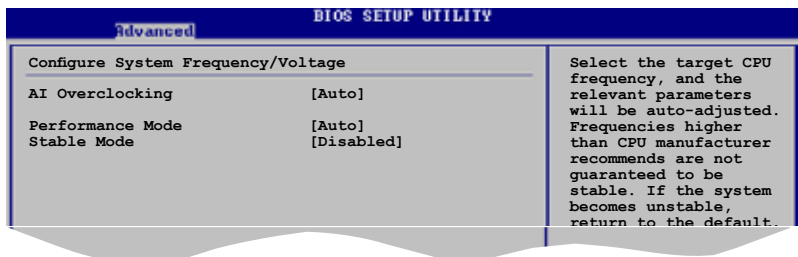 BIOS SETUP UTILITY
Advanced
Configure System Frequency/Voltage
AI Overclocking [Auto]
Performance Mode [Auto]
Stable Mode [Disabled]
Select the target CPU
frequency, and the
relevant parameters
will be auto-adjusted.
Frequencies higher
than CPU manufacturer
recommends are not
guaranteed to be
stable. If the system
becomes unstable,
return to the default.